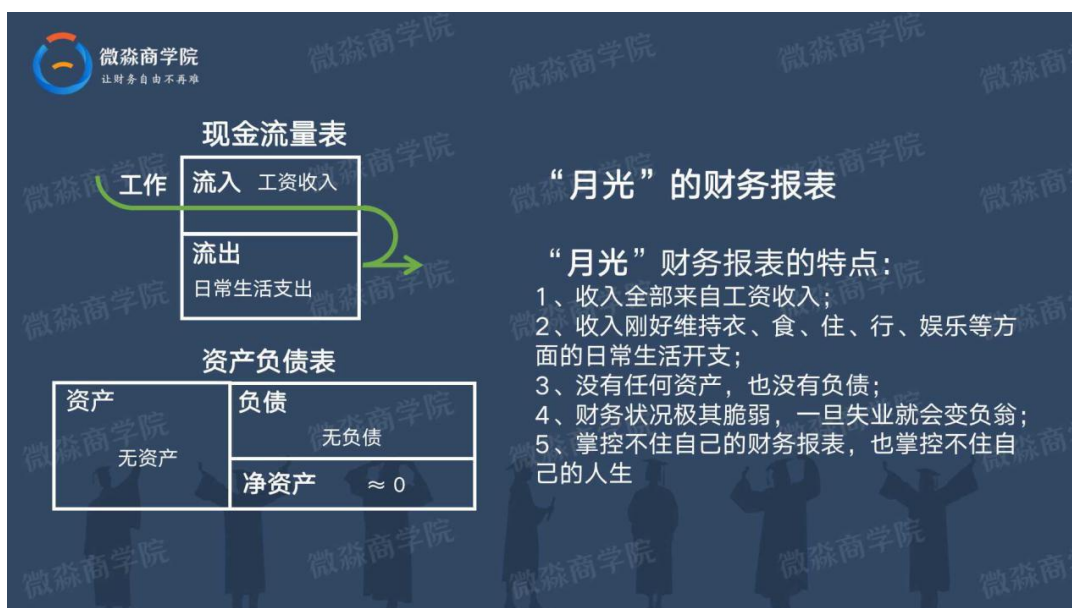 微淼商学院
让财务自由不再难
现金流量表
工作
流入 工资收入
流出
日常生活支出
资产负债表
资产
无资产
负债
无负债
净资产 ≈ 0
“月光”的财务报表
“月光”财务报表的特点：
1、收入全部来自工资收入；
2、收入刚好维持衣、食、住、行、娱乐等方
面的日常生活开支；
3、没有任何资产，也没有负债；
4、财务状况极其脆弱，一旦失业就会变负翁；
5、掌控不住自己的财务报表，也掌控不住自
己的人生